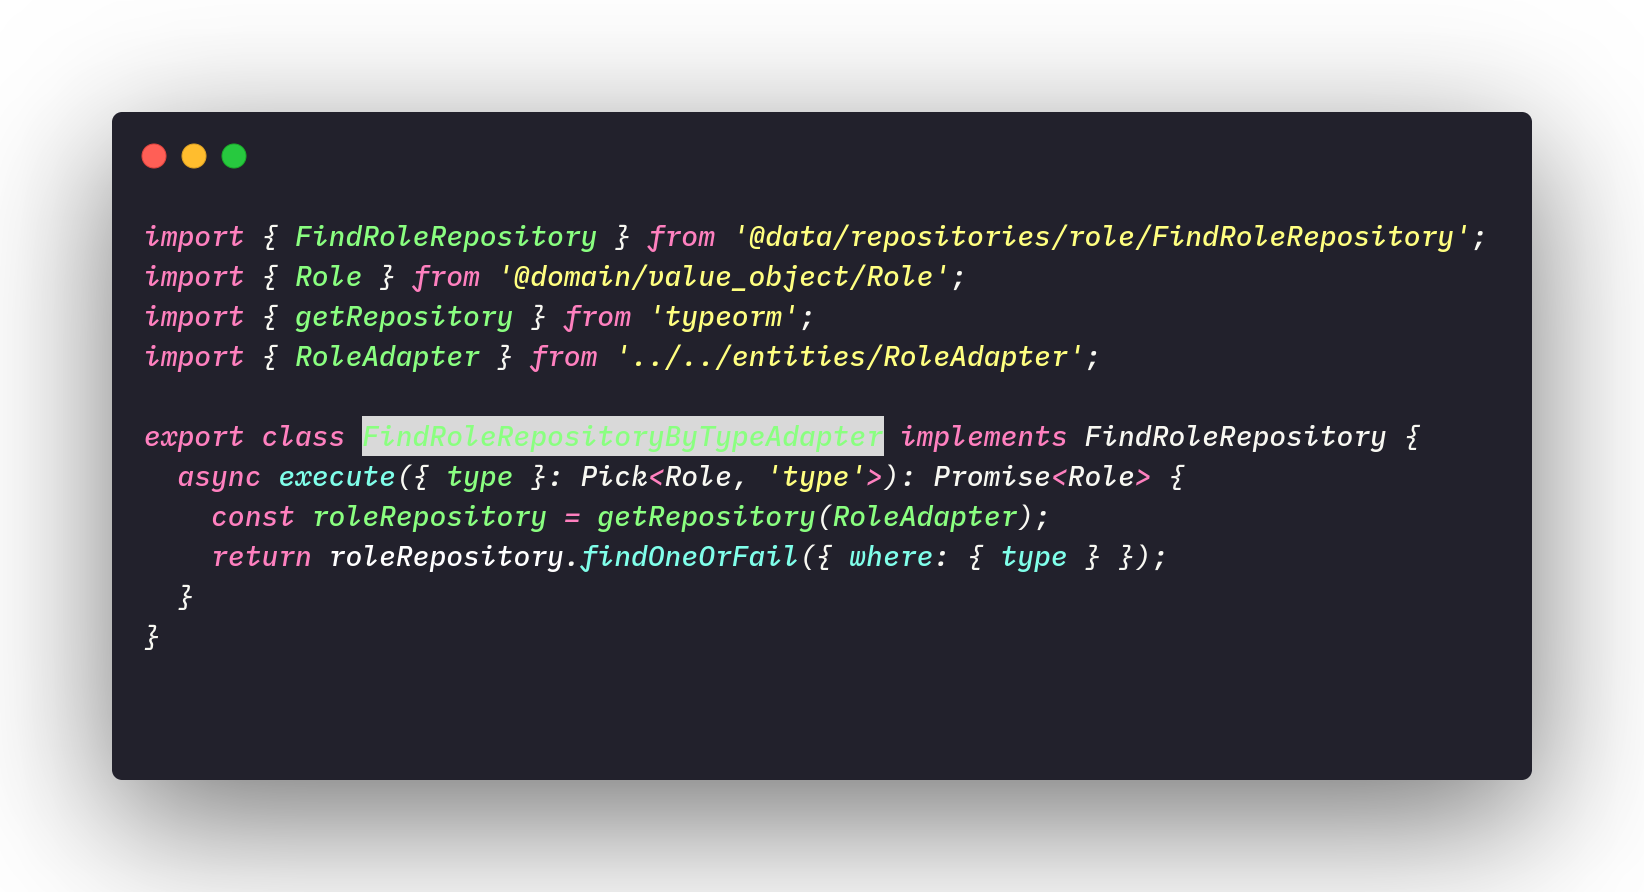 import { FindRoleRepository } from '@data/repositories/role/FindRoleRepository';
import { Role } from '@domain/value_object/Role';
import { getRepository } from 'typeorm';
import { RoleAdapter } from '../../entities/RoleAdapter';

export class FindRoleRepositoryByTypeAdapter implements FindRoleRepository {
  async execute({ type }: Pick<Role, 'type'>): Promise<Role> {
    const roleRepository = getRepository(RoleAdapter);
    return roleRepository.findOneOrFail({ where: { type } });
  }
}